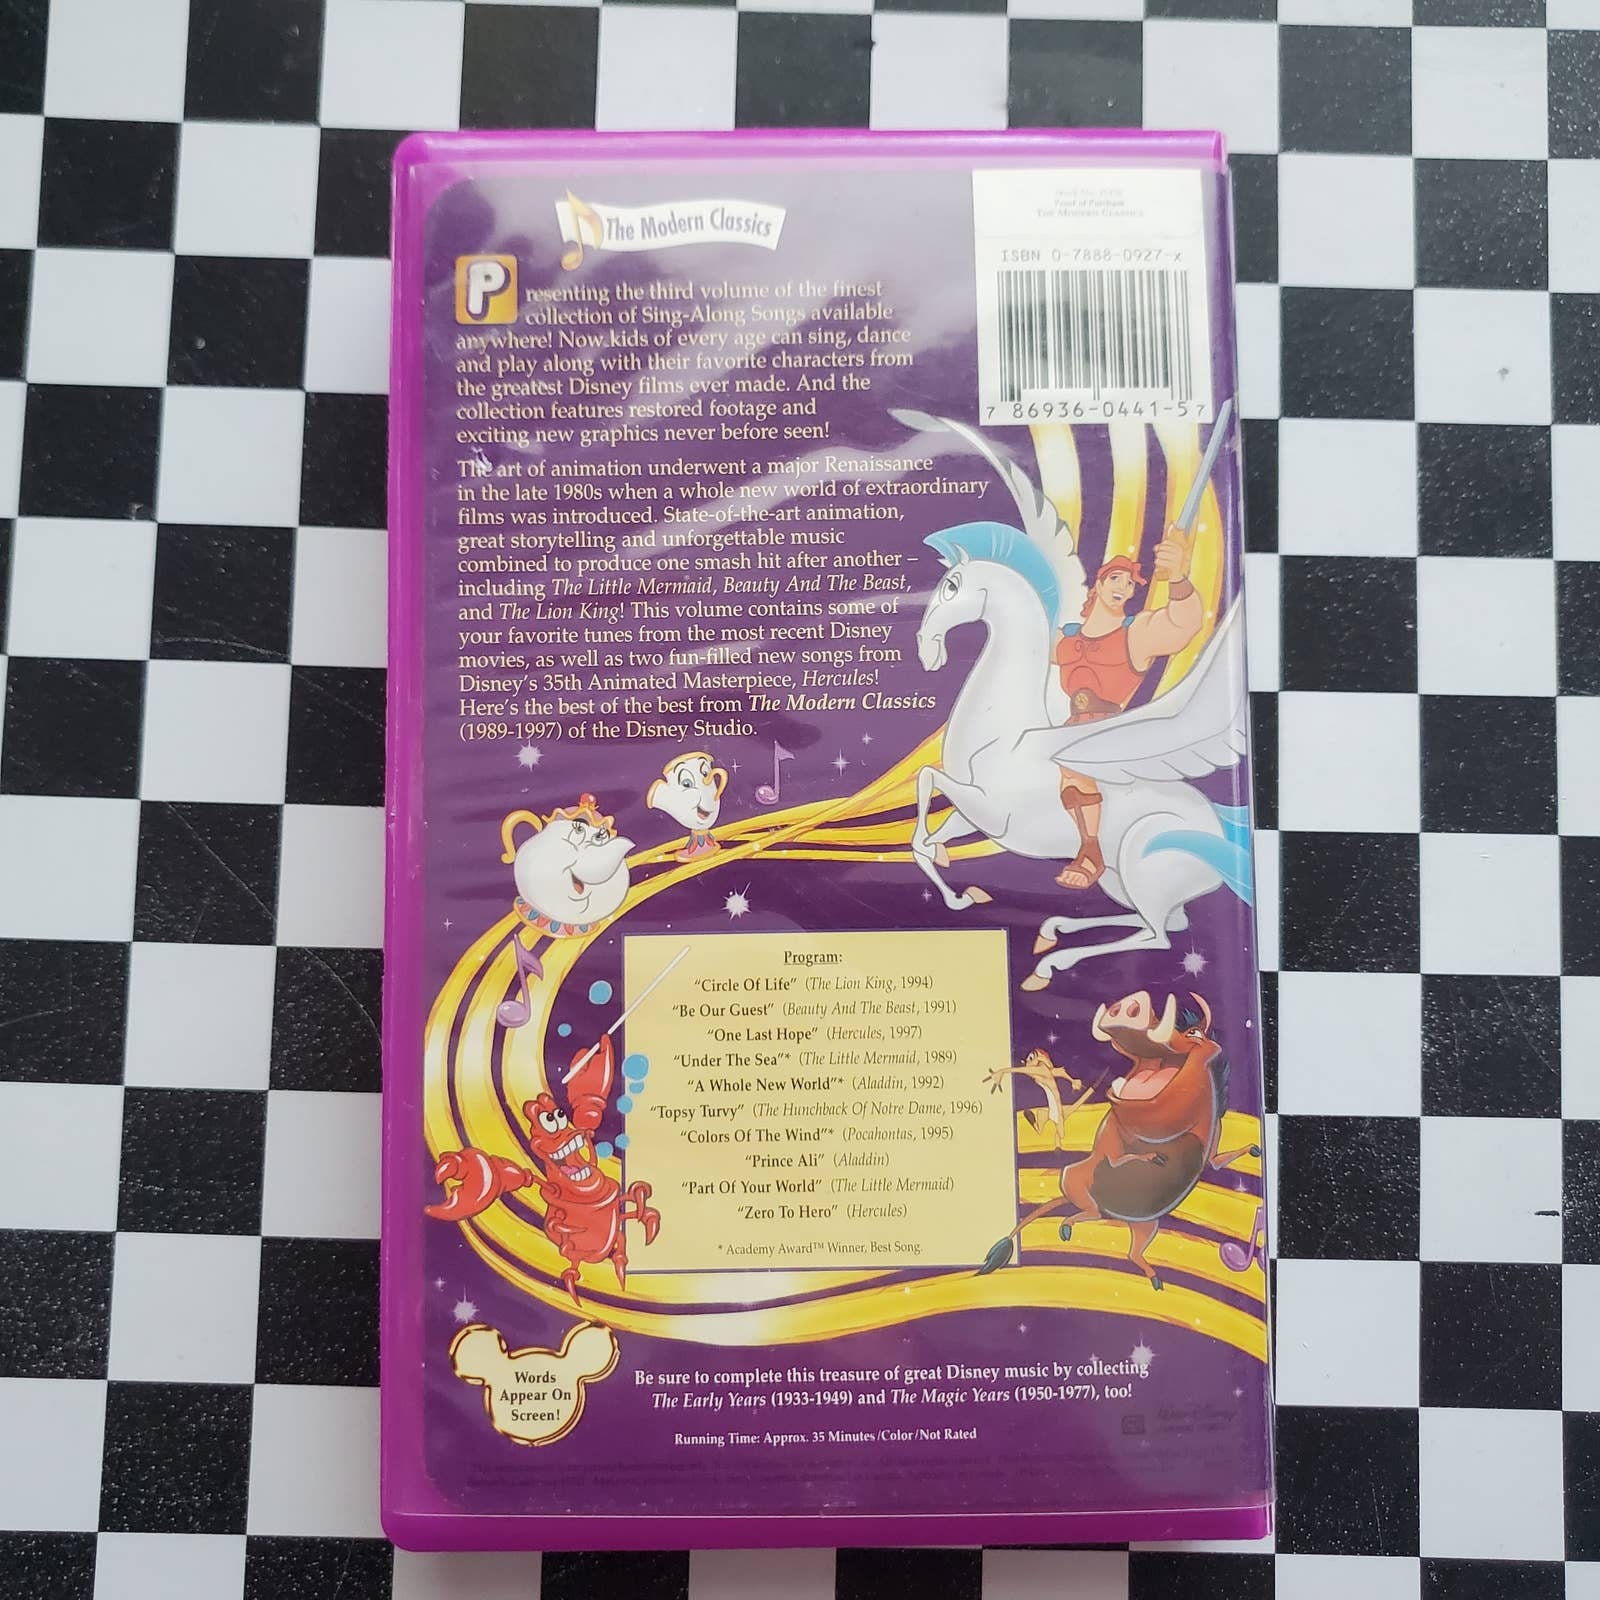 The Modern Classics
Proof of Purchase
THE MODERN CLASSICS
ISBN 0-7888-0927-x
7 86936-0441-5 7
Presenting the third volume of the finest
collection of Sing-Along Songs available
anywhere! Now kids of every age can sing, dance
and play along with their favorite characters from
the greatest Disney films ever made. And the
collection features restored footage and
exciting new graphics never before seen!
The art of animation underwent a major Renaissance
in the late 1980s when a whole new world of extraordinary
films was introduced. State-of-the-art animation,
great storytelling and unforgettable music
combined to produce one smash hit after another –
including The Little Mermaid, Beauty And The Beast,
and The Lion King! This volume contains some of
your favorite tunes from the most recent Disney
movies, as well as two fun-filled new songs from
Disney's 35th Animated Masterpiece, Hercules!
Here's the best of the best from The Modern Classics
(1989-1997) of the Disney Studio.
Program:
"Circle Of Life" (The Lion King, 1994)
"Be Our Guest" (Beauty And The Beast, 1991)
"One Last Hope" (Hercules, 1997)
"Under The Sea"* (The Little Mermaid, 1989)
"A Whole New World"* (Aladdin, 1992)
"Topsy Turvy" (The Hunchback Of Notre Dame, 1996)
"Colors Of The Wind"* (Pocahontas, 1995)
"Prince Ali" (Aladdin)
"Part Of Your World" (The Little Mermaid)
"Zero To Hero" (Hercules)
* Academy Award™ Winner, Best Song.
Words
Appear On
Screen!
Be sure to complete this treasure of great Disney music by collecting
The Early Years (1933-1949) and The Magic Years (1950-1977), too!
Running Time: Approx. 35 Minutes/Color/Not Rated